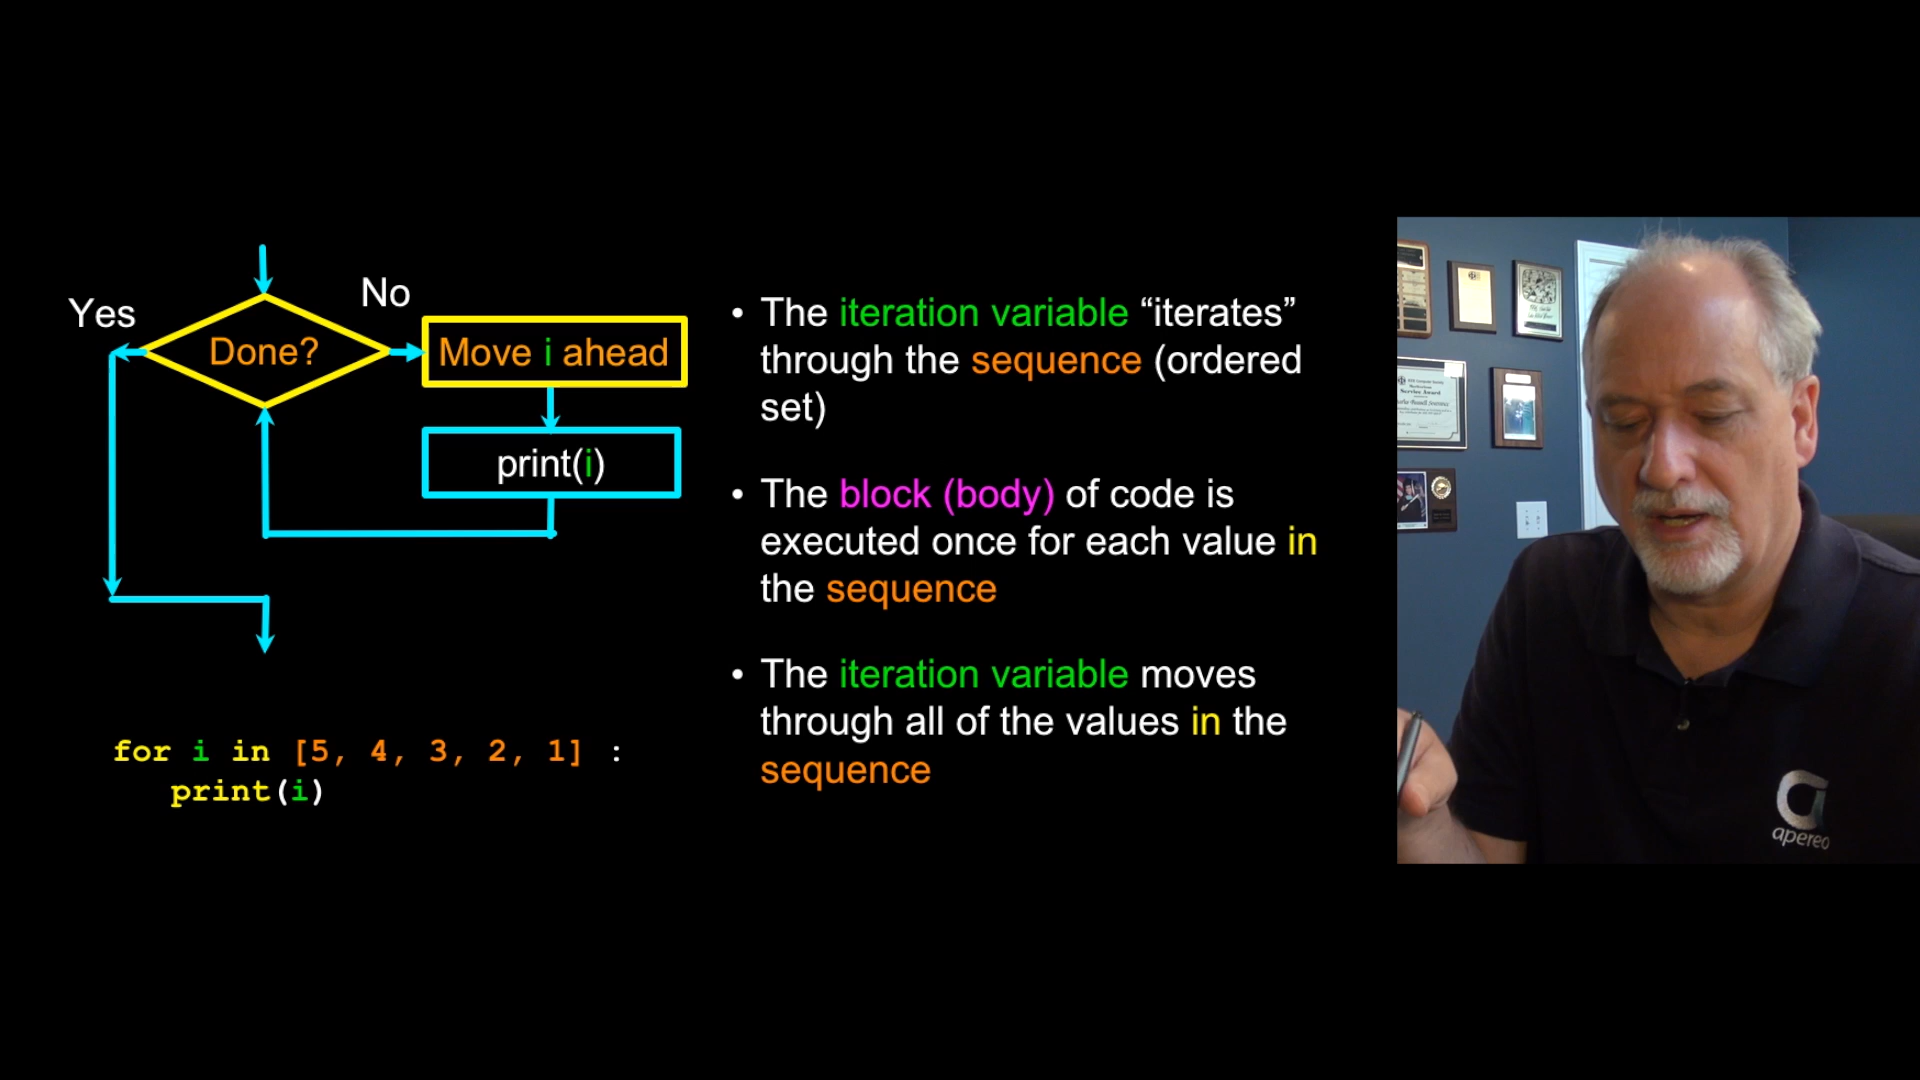 Yes
No
Done?
Move i ahead
print(i)
for i in [5, 4, 3, 2, 1] :
print(i)
• The iteration variable “iterates”
through the sequence (ordered
set)
• The block (body) of code is
executed once for each value in
the sequence
• The iteration variable moves
through all of the values in the
sequence
Service Award
apereo